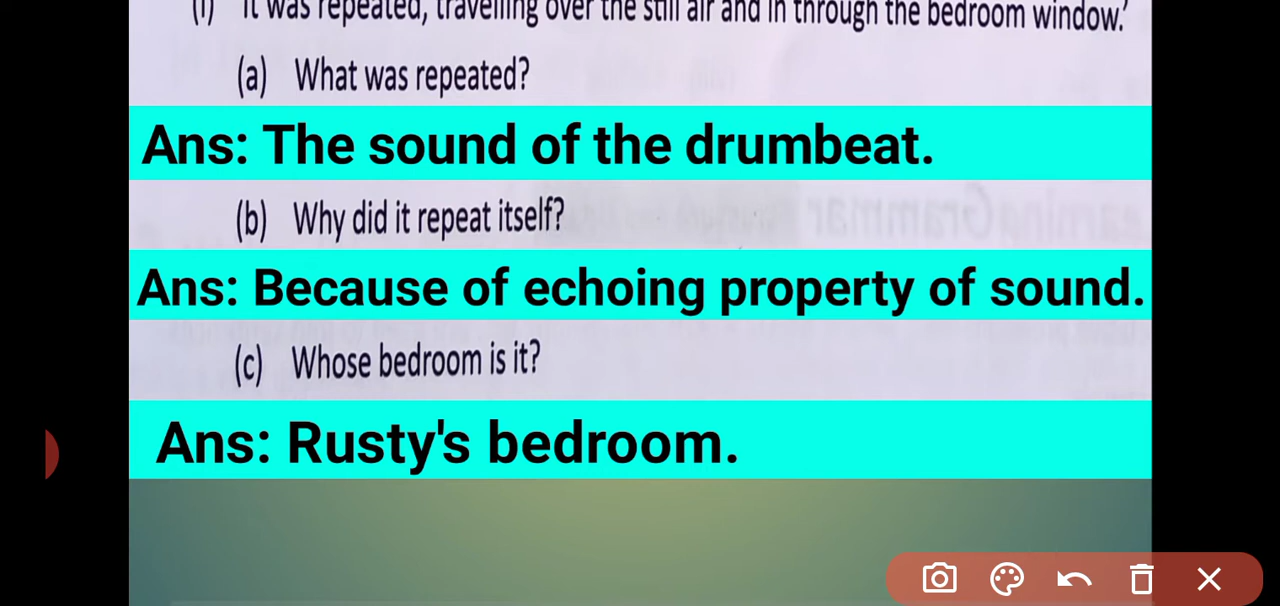 (i) 'It was repeated, travelling over the still air and in through the bedroom window.'
(a) What was repeated?
Ans: The sound of the drumbeat.
(b) Why did it repeat itself?
Ans: Because of echoing property of sound.
(c) Whose bedroom is it?
Ans: Rusty's bedroom.